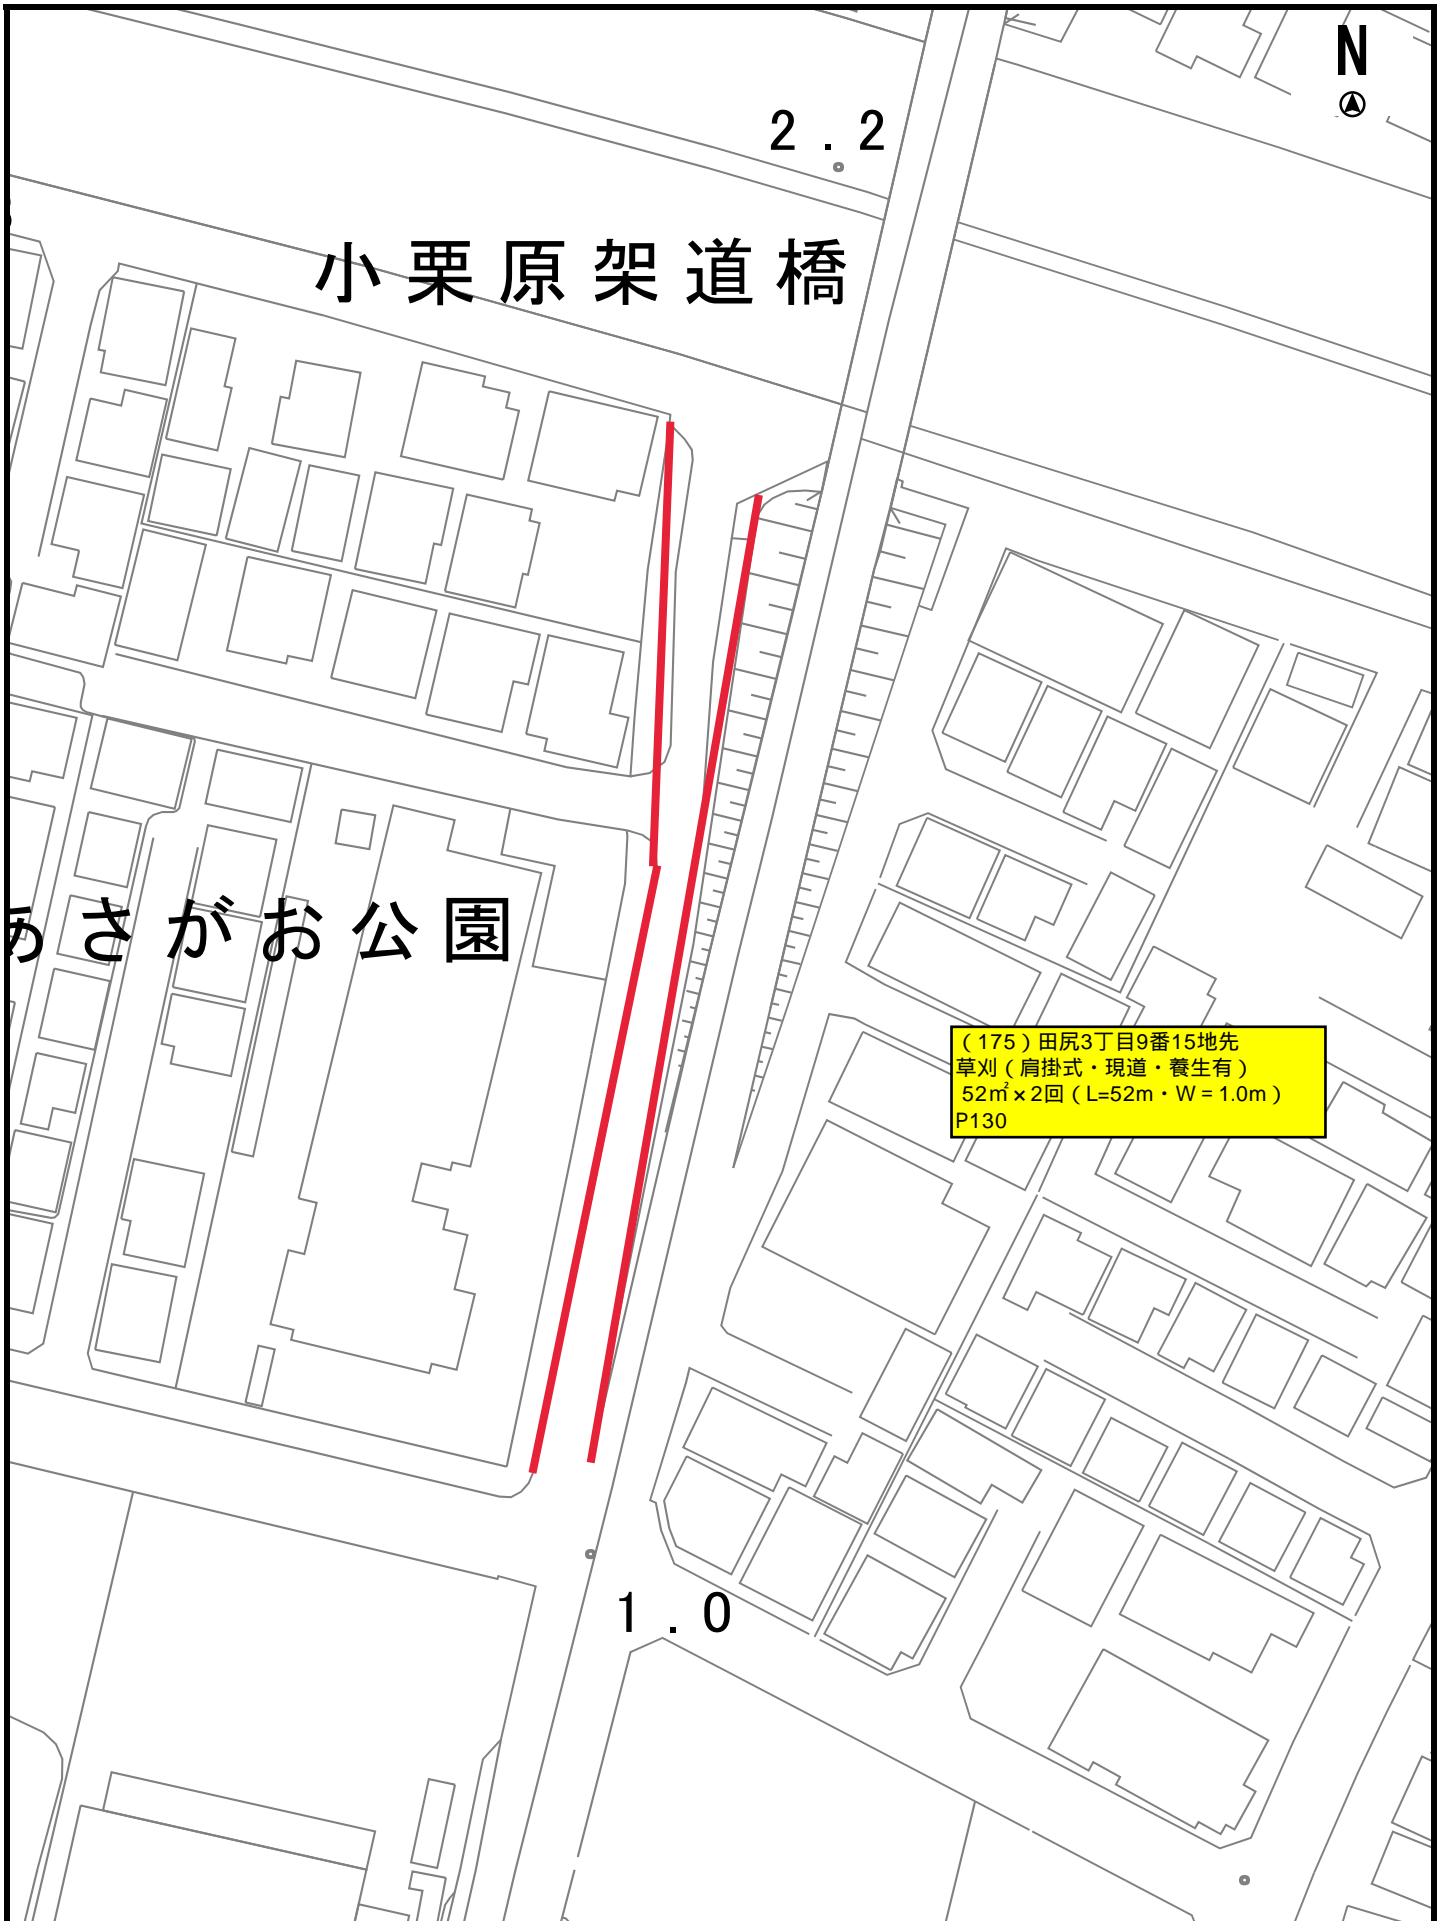 N
2.2
小栗原架道橋
あさがお公園
（175）田尻3丁目9番15地先
草刈（肩掛式・現道・養生有）
52㎡×2回（L=52m・W＝1.0m）
P130
1.0